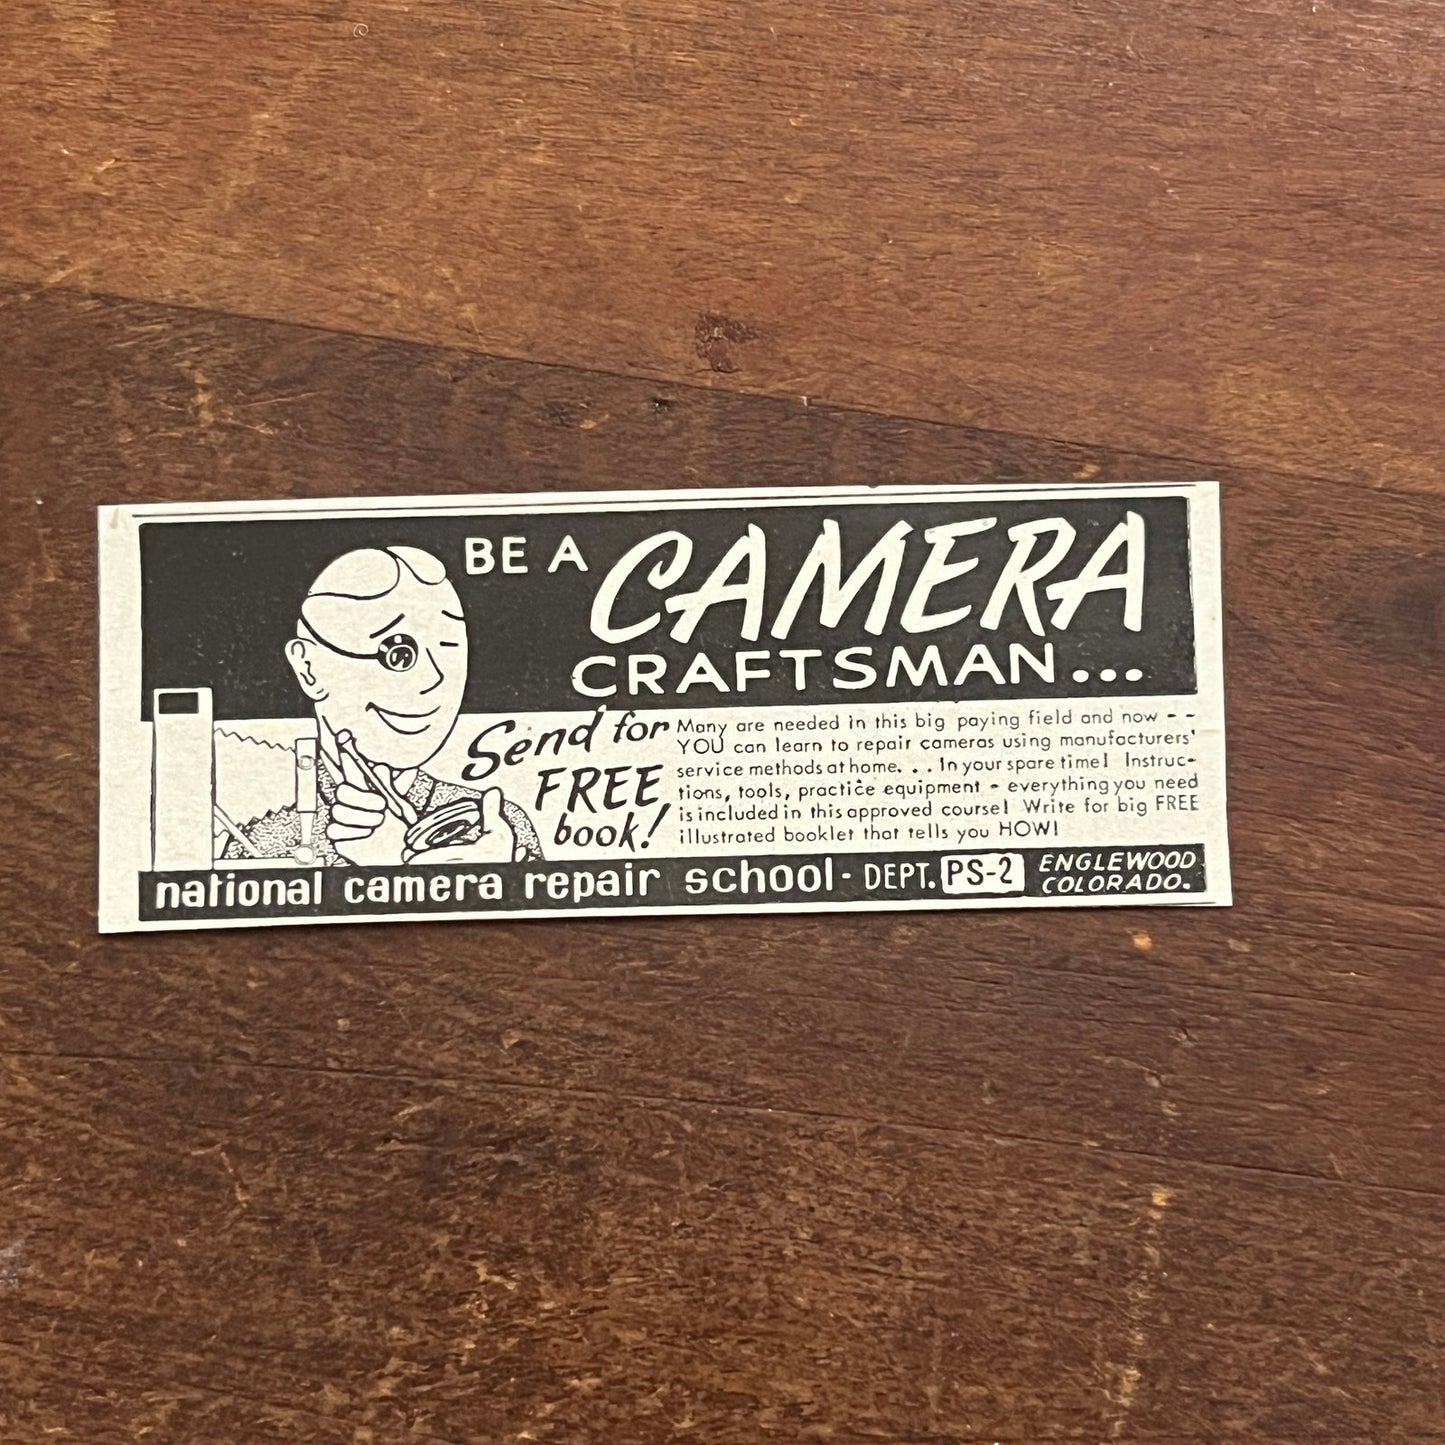 BE A CAMERA
CRAFTSMAN...
Send for
FREE
book!
Many are needed in this big paying field and now - -
YOU can learn to repair cameras using manufacturers'
service methods at home. . . In your spare time! Instruc-
tions, tools, practice equipment - everything you need
is included in this approved course! Write for big FREE
illustrated booklet that tells you HOW!
national camera repair school - DEPT. PS-2
ENGLEWOOD
COLORADO.